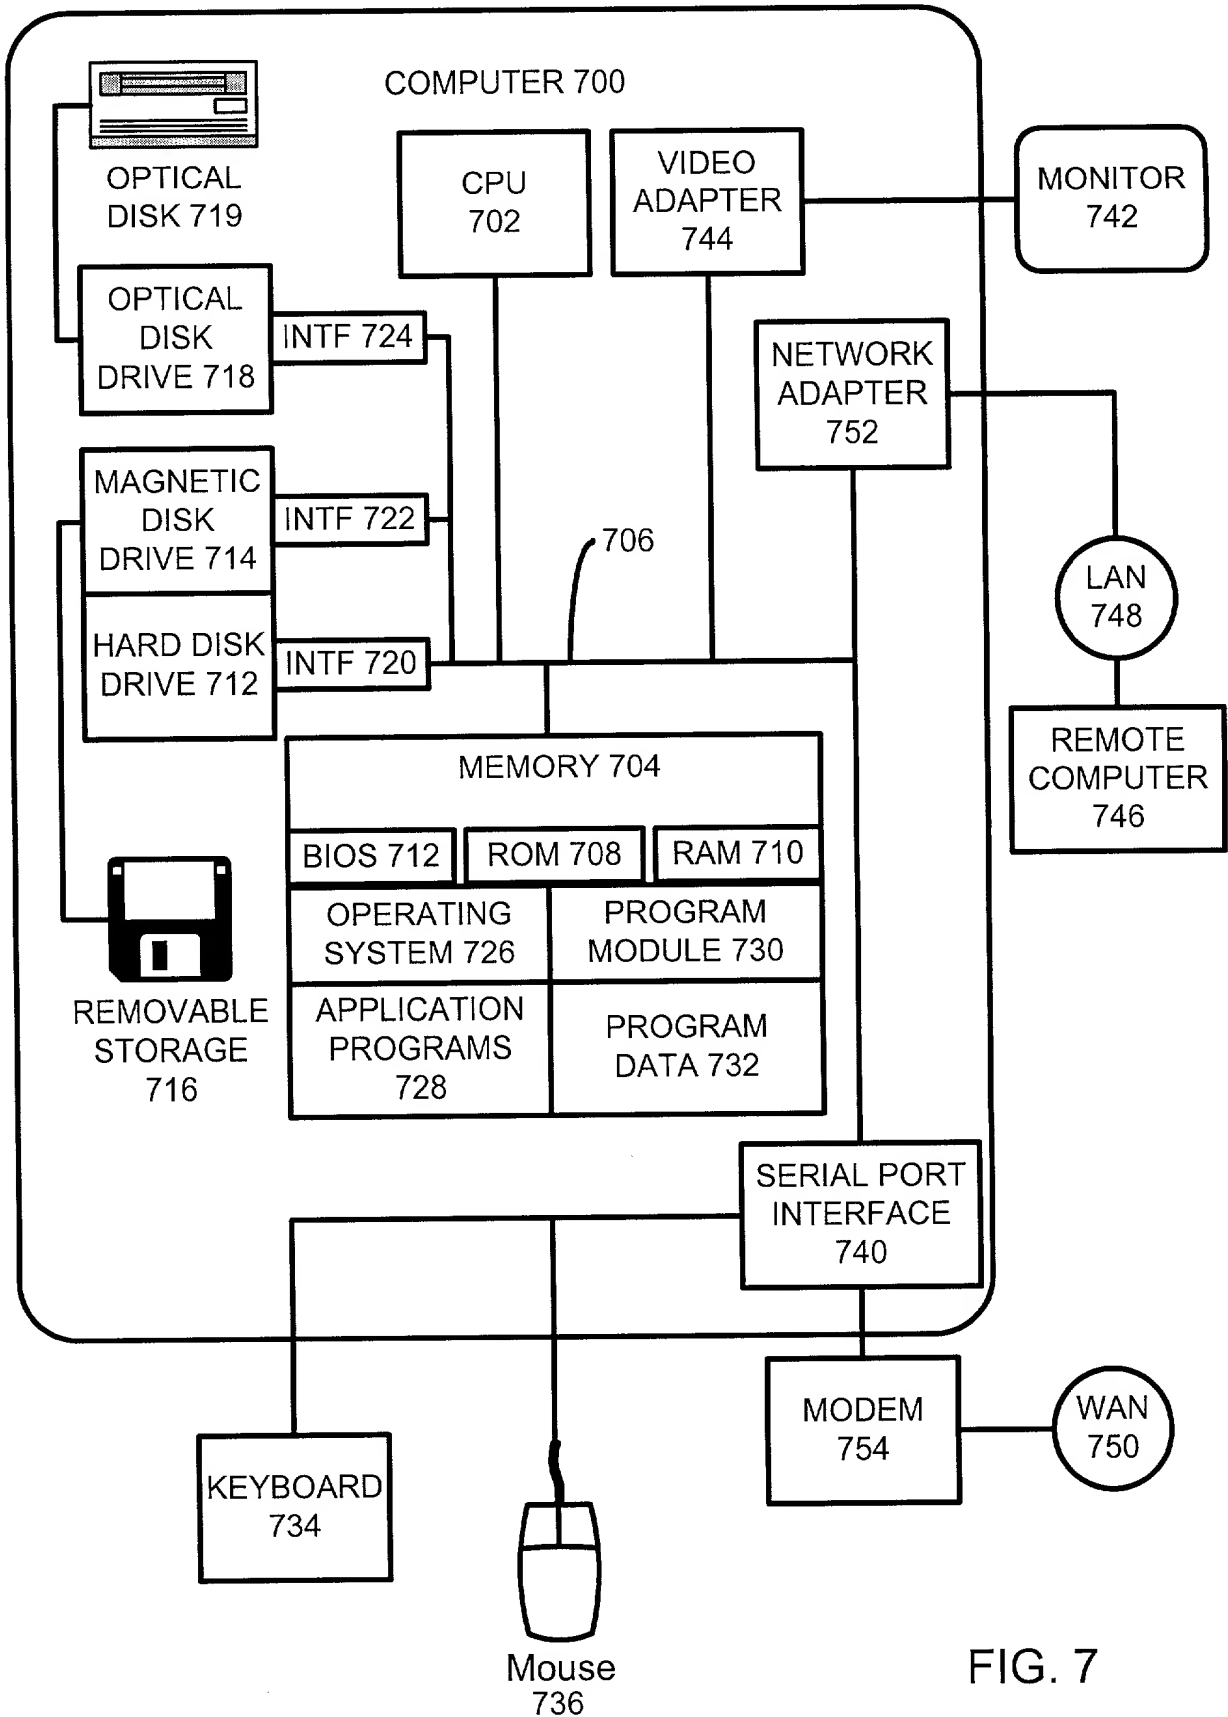 COMPUTER 700
OPTICAL
DISK 719
CPU
702
VIDEO
ADAPTER
744
MONITOR
742
OPTICAL
DISK
DRIVE 718
INTF 724
NETWORK
ADAPTER
752
MAGNETIC
DISK
DRIVE 714
INTF 722
706
LAN
748
HARD DISK
DRIVE 712
INTF 720
REMOTE
COMPUTER
746
MEMORY 704
BIOS 712
ROM 708
RAM 710
OPERATING
SYSTEM 726
PROGRAM
MODULE 730
APPLICATION
PROGRAMS
728
PROGRAM
DATA 732
REMOVABLE
STORAGE
716
SERIAL PORT
INTERFACE
740
MODEM
754
WAN
750
KEYBOARD
734
Mouse
736
FIG. 7